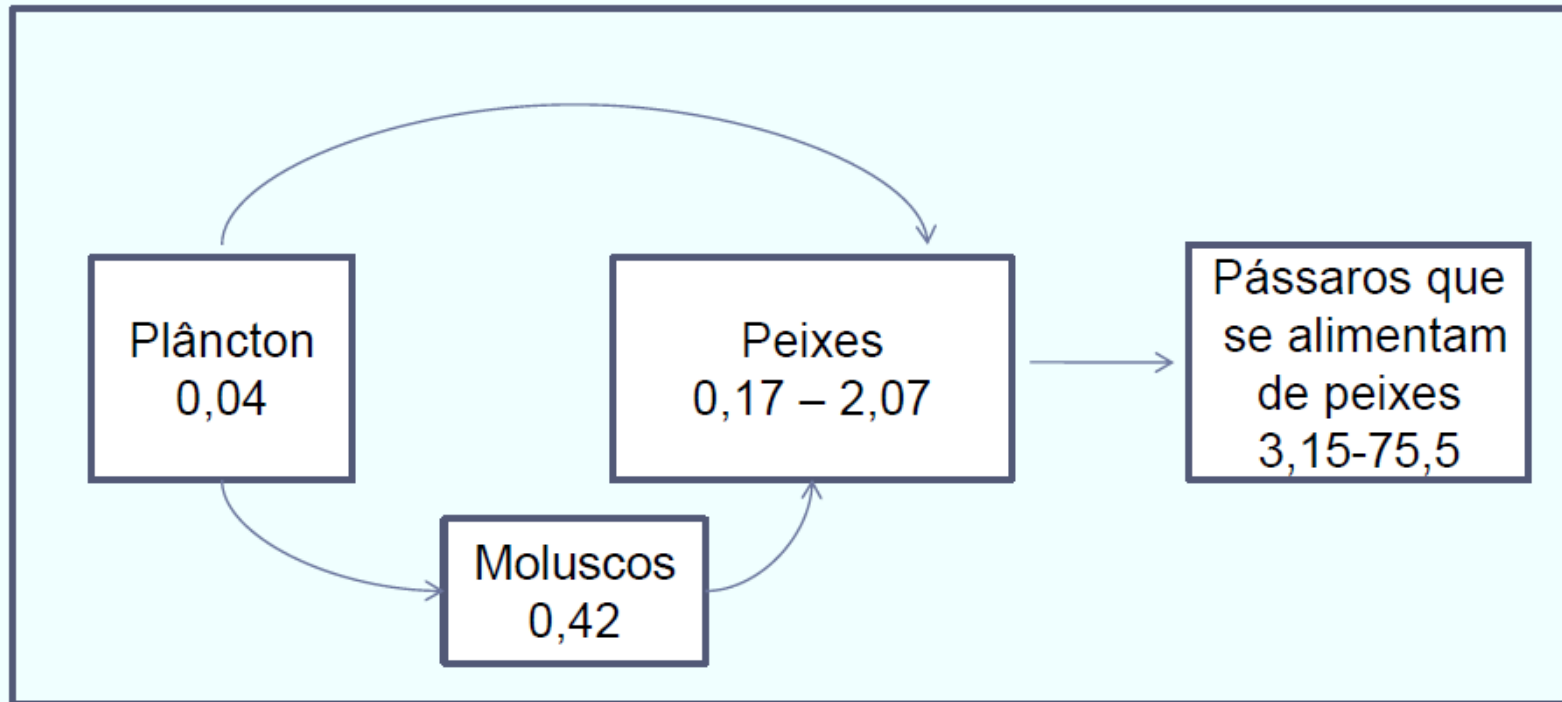 Plâncton
0,04
Peixes
0,17 – 2,07
Pássaros que
se alimentam
de peixes
3,15-75,5
Moluscos
0,42